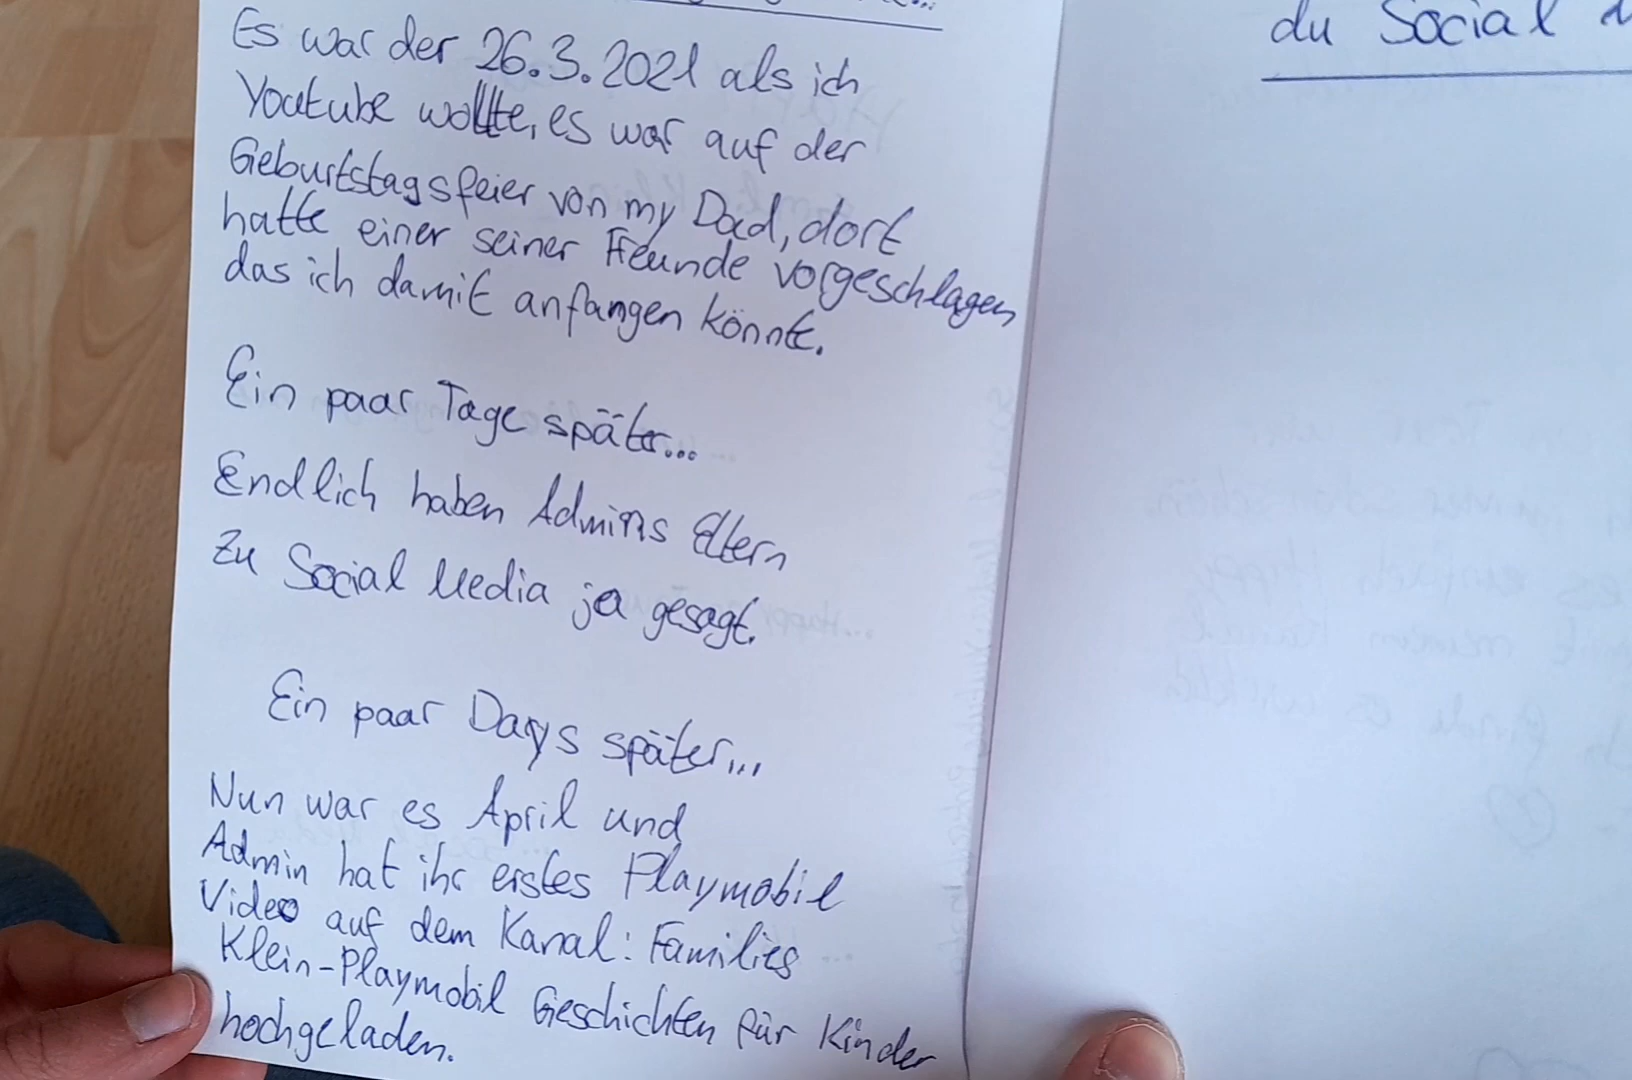 Es war der 26.3.2021 als ich
Youtube wollte, es war auf der
Geburtstagsfeier von my Dad, dort
hatte einer seiner Freunde vorgeschlagen
das ich damit anfangen könnte.
Ein paar Tage später...
Endlich haben Admins Eltern
zu Social Media ja gesagt.
Ein paar Days später...
Nun war es April und
Admin hat ihr erstes Playmobil
Video auf dem Kanal: Families
Klein-Playmobil Geschichten für Kinder
hochgeladen.
du Social